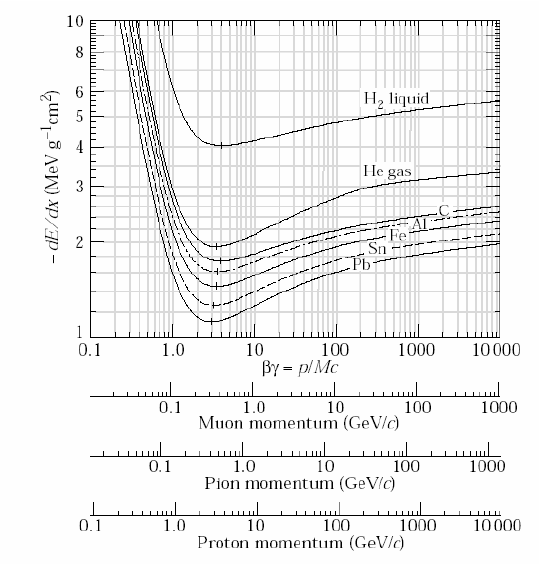 10
8
6
5
4
3
2
1
− dE/dx (MeV g⁻¹cm²)
H₂ liquid
He gas
C
Al
Fe
Sn
Pb
0.1 1.0 10 100 1000 10 000
βγ = p/Mc
0.1 1.0 10 100 1000
Muon momentum (GeV/c)
0.1 1.0 10 100 1000
Pion momentum (GeV/c)
0.1 1.0 10 100 1000 10 000
Proton momentum (GeV/c)